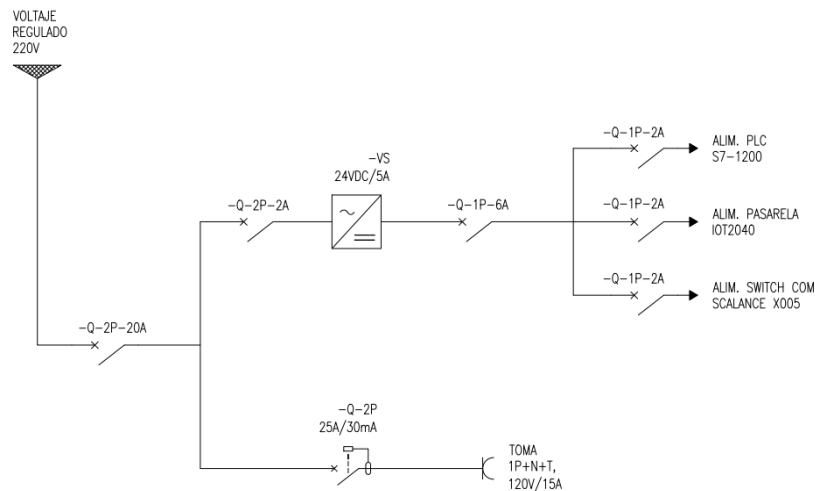 VOLTAJE
REGULADO
220V
-Q-1P-2A
ALIM. PLC
S7-1200
-VS
24VDC/5A
-Q-2P-2A
-Q-1P-6A
-Q-1P-2A
ALIM. PASARELA
IOT2040
-Q-1P-2A
ALIM. SWITCH COM
SCALANCE X005
-Q-2P-20A
-Q-2P
25A/30mA
TOMA
1P+N+T,
120V/15A